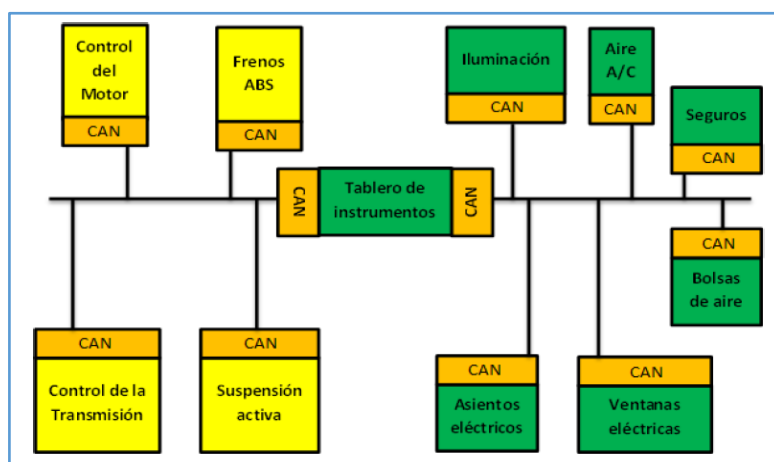 Control
del
Motor
CAN
Frenos
ABS
CAN
Iluminación
CAN
Aire
A/C
CAN
Seguros
CAN
CAN
Tablero de
instrumentos
CAN
CAN
Bolsas
de aire
CAN
Control de la
Transmisión
CAN
Suspensión
activa
CAN
Asientos
eléctricos
CAN
Ventanas
eléctricas